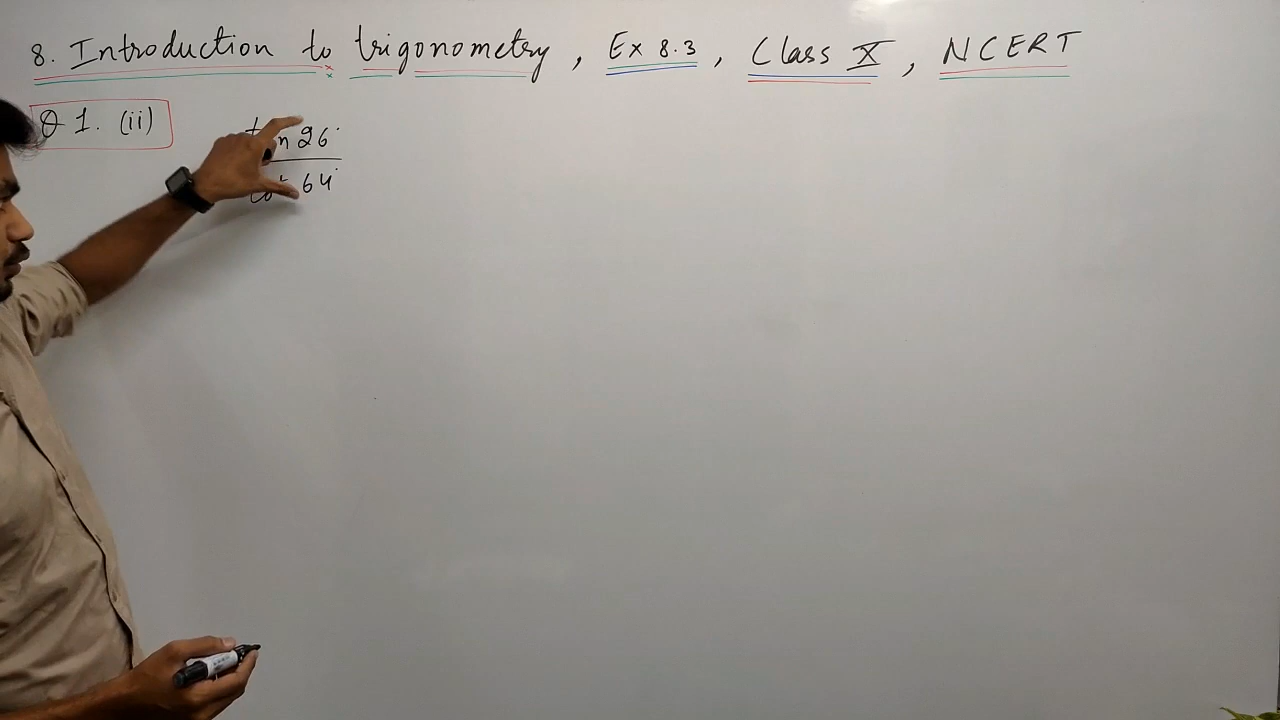 8. Introduction to trigonometry, Ex 8.3, Class X, NCERT
Q 1. (ii)
26°
64°